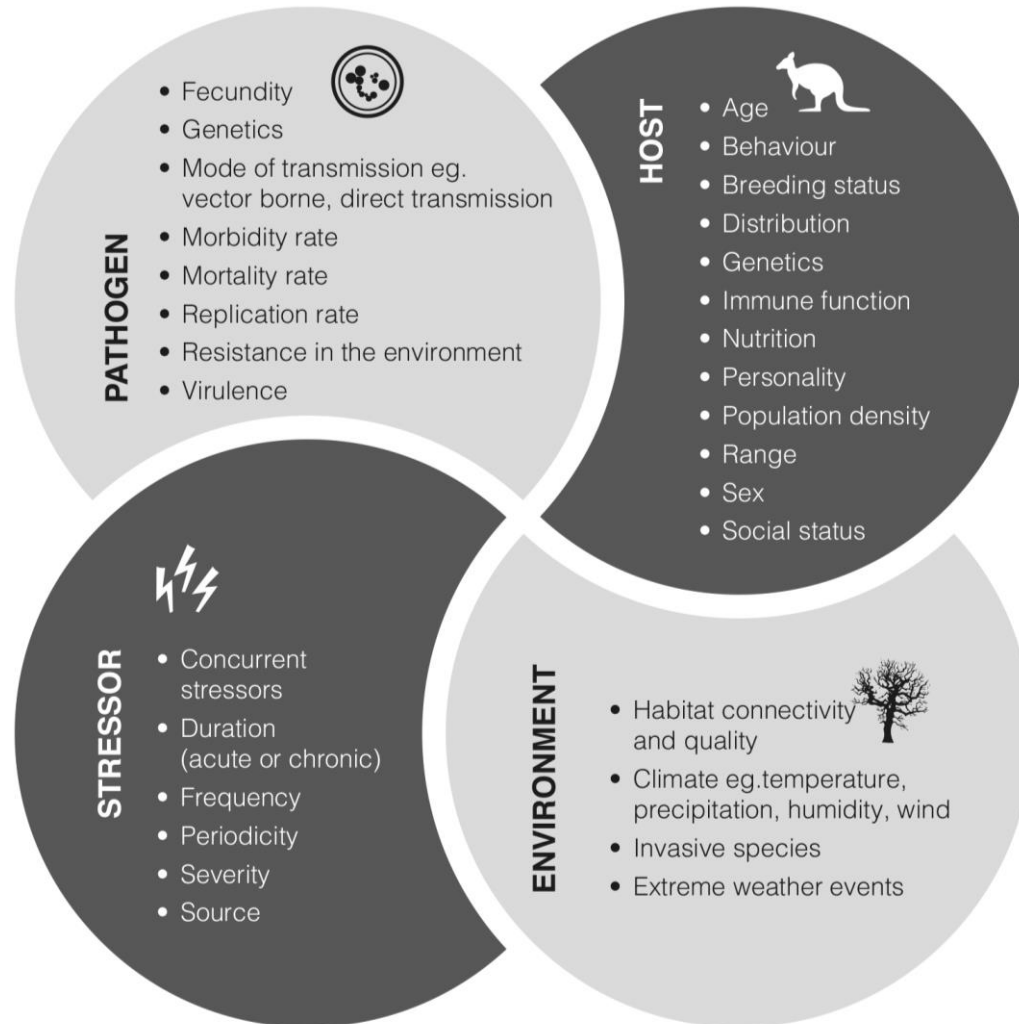 PATHOGEN
• Fecundity
• Genetics
• Mode of transmission eg.
vector borne, direct transmission
• Morbidity rate
• Mortality rate
• Replication rate
• Resistance in the environment
• Virulence
HOST
• Age
• Behaviour
• Breeding status
• Distribution
• Genetics
• Immune function
• Nutrition
• Personality
• Population density
• Range
• Sex
• Social status
STRESSOR
• Concurrent
stressors
• Duration
(acute or chronic)
• Frequency
• Periodicity
• Severity
• Source
ENVIRONMENT
• Habitat connectivity
and quality
• Climate eg.temperature,
precipitation, humidity, wind
• Invasive species
• Extreme weather events